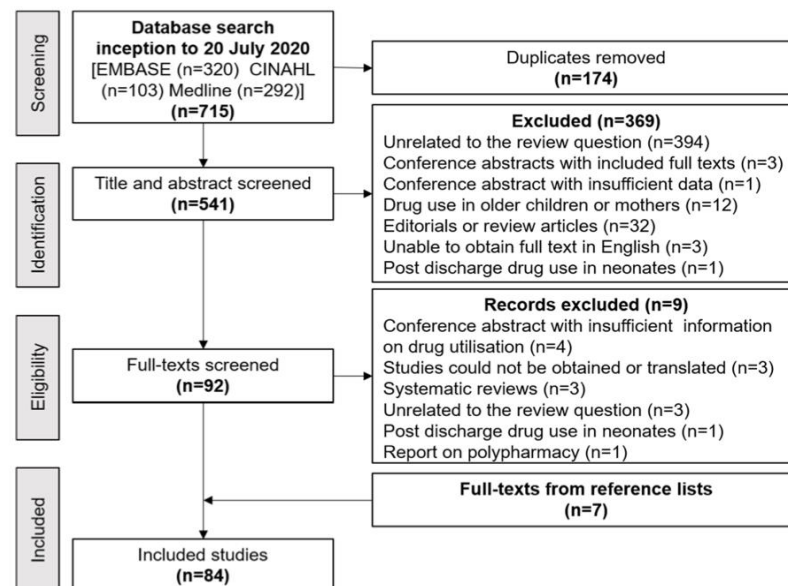 Screening
Database search
inception to 20 July 2020
[EMBASE (n=320) CINAHL
(n=103) Medline (n=292)]
(n=715)
Duplicates removed
(n=174)
Identification
Title and abstract screened
(n=541)
Excluded (n=369)
Unrelated to the review question (n=394)
Conference abstracts with included full texts (n=3)
Conference abstract with insufficient data (n=1)
Drug use in older children or mothers (n=12)
Editorials or review articles (n=32)
Unable to obtain full text in English (n=3)
Post discharge drug use in neonates (n=1)
Eligibility
Full-texts screened
(n=92)
Records excluded (n=9)
Conference abstract with insufficient information
on drug utilisation (n=4)
Studies could not be obtained or translated (n=3)
Systematic reviews (n=3)
Unrelated to the review question (n=3)
Post discharge drug use in neonates (n=1)
Report on polypharmacy (n=1)
Full-texts from reference lists
(n=7)
Included
Included studies
(n=84)